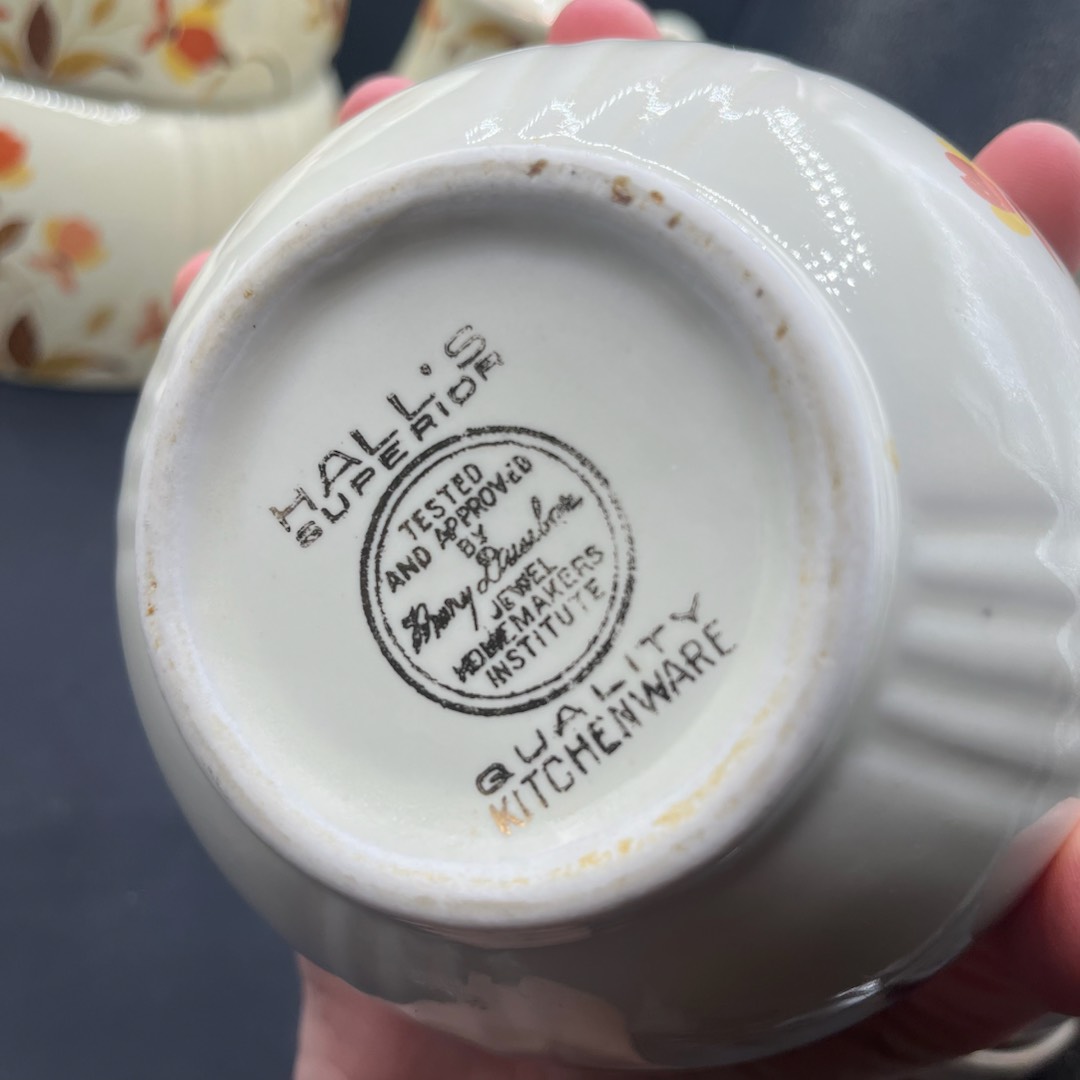 HALL'S
SUPERIOR
TESTED
AND APPROVED
BY
Mary Dunbar
JEWEL
HOMEMAKERS
INSTITUTE
QUALITY
KITCHENWARE